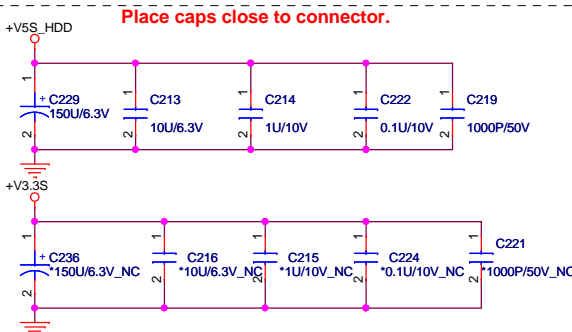 Place caps close to connector.
+V5S_HDD
1 1 1 1 1
+ C229 C213 C214 C222 C219
150U/6.3V 10U/6.3V 1U/10V 0.1U/10V 1000P/50V
2 2 2 2 2
+V3.3S
1 1 1 1 1
+ C236 C216 C215 C224 C221
*150U/6.3V_NC *10U/6.3V_NC *1U/10V_NC *0.1U/10V_NC *1000P/50V_NC
2 2 2 2 2